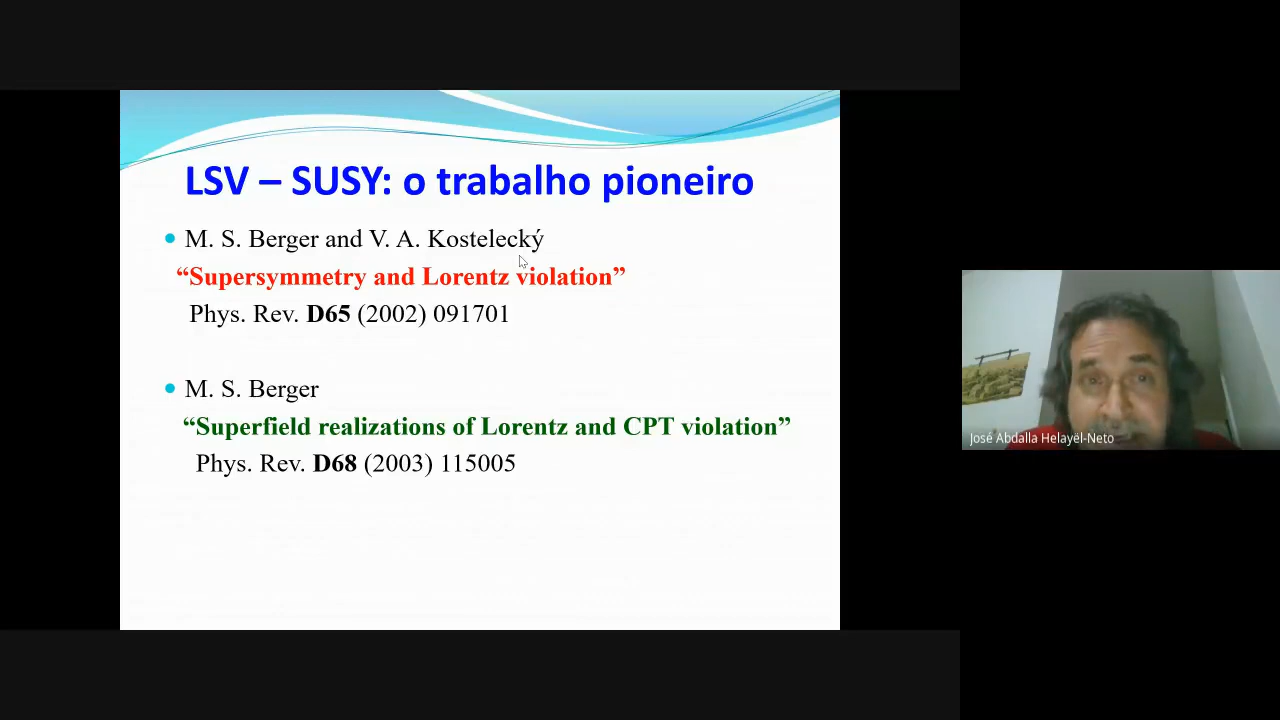 LSV – SUSY: o trabalho pioneiro
M. S. Berger and V. A. Kostelecký
“Supersymmetry and Lorentz violation”
Phys. Rev. D65 (2002) 091701
M. S. Berger
“Superfield realizations of Lorentz and CPT violation”
Phys. Rev. D68 (2003) 115005
José Abdalla Helayël-Neto